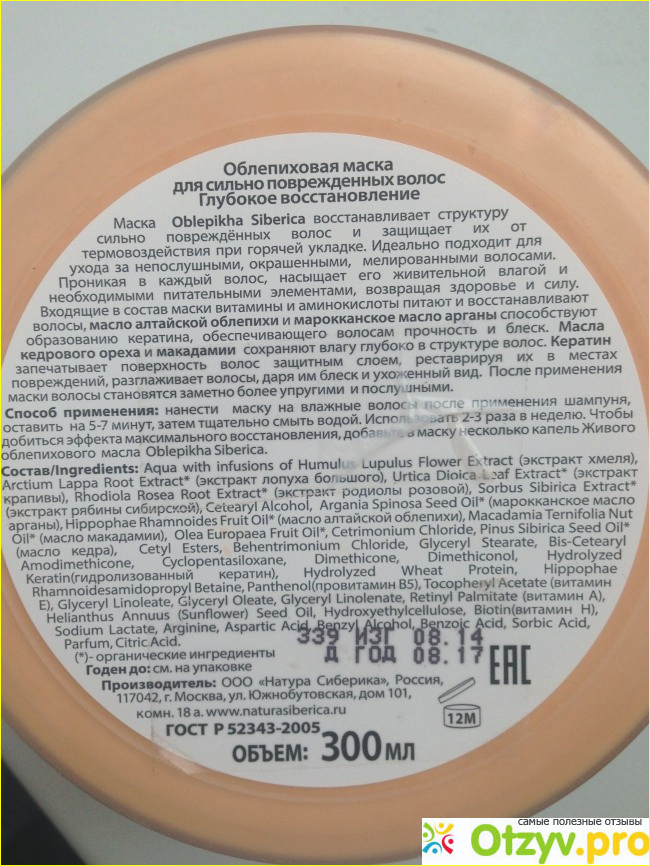 Облепиховая маска
для сильно поврежденных волос
Глубокое восстановление
Маска Oblepikha Siberica восстанавливает структуру
сильно повреждённых волос и защищает их от
термовоздействия при горячей укладке. Идеально подходит для
ухода за непослушными, окрашенными, мелированными волосами.
Проникая в каждый волос, насыщает его живительной влагой и
необходимыми питательными элементами, возвращая здоровье и силу.
Входящие в состав маски витамины и аминокислоты питают и восстанавливают
волосы, масло алтайской облепихи и марокканское масло арганы способствуют
образованию кератина, обеспечивающего волосам прочность и блеск. Масла
кедрового ореха и макадамии сохраняют влагу глубоко в структуре волос. Кератин
запечатывает поверхность волос защитным слоем, реставрируя их в местах
повреждений, разглаживает волосы, даря им блеск и ухоженный вид. После применения
маски волосы становятся заметно более упругими и послушными.
Способ применения: нанести маску на влажные волосы после применения шампуня,
оставить на 5-7 минут, затем тщательно смыть водой. Использовать 2-3 раза в неделю. Чтобы
добиться эффекта максимального восстановления, добавьте в маску несколько капель Живого
облепихового масла Oblepikha Siberica.
Состав/Ingredients: Aqua with infusions of Humulus Lupulus Flower Extract (экстракт хмеля),
Arctium Lappa Root Extract* (экстракт лопуха большого), Urtica Dioica Leaf Extract* (экстракт
крапивы), Rhodiola Rosea Root Extract* (экстракт родиолы розовой), Sorbus Sibirica Extract*
(экстракт рябины сибирской), Cetearyl Alcohol, Argania Spinosa Seed Oil* (марокканское масло
арганы), Hippophae Rhamnoides Fruit Oil* (масло алтайской облепихи), Macadamia Ternifolia Nut
Oil* (масло макадамии), Olea Europaea Fruit Oil*, Cetrimonium Chloride, Pinus Sibirica Seed Oil*
(масло кедра), Cetyl Esters, Behentrimonium Chloride, Glyceryl Stearate, Bis-Cetearyl
Amodimethicone, Cyclopentasiloxane, Dimethicone, Dimethiconol, Hydrolyzed
Keratin(гидролизованный кератин), Hydrolyzed Wheat Protein, Hippophae
Rhamnoidesamidopropyl Betaine, Panthenol(провитамин B5), Tocophenyl Acetate (витамин
E), Glyceryl Linoleate, Glyceryl Oleate, Glyceryl Linolenate, Retinyl Palmitate (витамин A),
Helianthus Annuus (Sunflower) Seed Oil, Hydroxyethylcellulose, Biotin(витамин H),
Sodium Lactate, Arginine, Aspartic Acid, Benzyl Alcohol, Benzoic Acid, Sorbic Acid,
Parfum, Citric Acid.
339 ИЗГ 08.14
(*)- органические ингредиенты
Д ГОД 08.17
Годен до: см. на упаковке
EAC
Производитель: ООО «Натура Сиберика», Россия,
117042, г. Москва, ул. Южнобутовская, дом 101,
комн. 18 а. www.naturasiberica.ru
12M
ГОСТ Р 52343-2005
ОБЪЕМ: 300 мл
самые полезные отзывы
Otzyv.pro